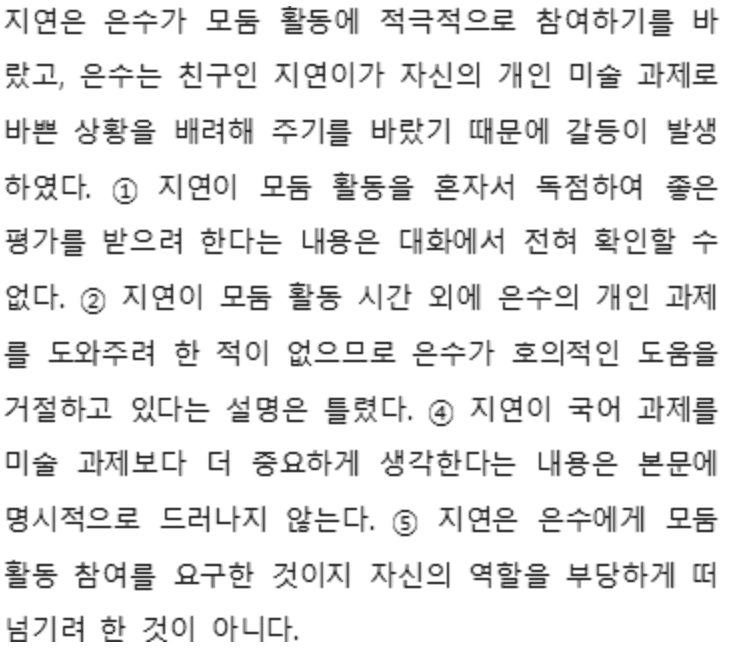 지연은 은수가 모둠 활동에 적극적으로 참여하기를 바
랐고, 은수는 친구인 지연이가 자신의 개인 미술 과제로
바쁜 상황을 배려해 주기를 바랐기 때문에 갈등이 발생
하였다. ① 지연이 모둠 활동을 혼자서 독점하여 좋은
평가를 받으려 한다는 내용은 대화에서 전혀 확인할 수
없다. ② 지연이 모둠 활동 시간 외에 은수의 개인 과제
를 도와주려 한 적이 없으므로 은수가 호의적인 도움을
거절하고 있다는 설명은 틀렸다. ④ 지연이 국어 과제를
미술 과제보다 더 중요하게 생각한다는 내용은 본문에
명시적으로 드러나지 않는다. ⑤ 지연은 은수에게 모둠
활동 참여를 요구한 것이지 자신의 역할을 부당하게 떠
넘기려 한 것이 아니다.